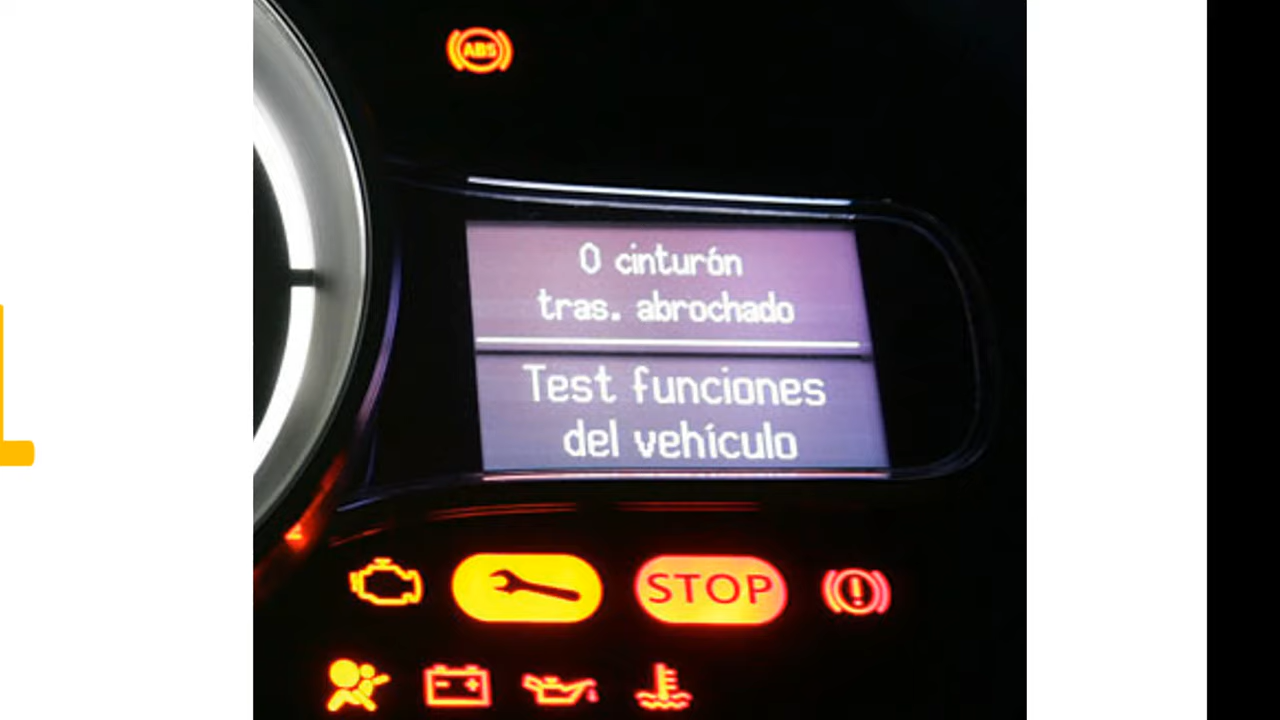 ABS
0 cinturón
tras. abrochado
Test funciones
del vehículo
STOP